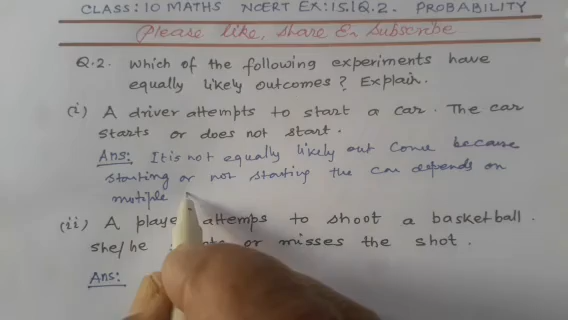 CLASS: 10 MATHS NCERT EX: 15.1 Q.2. PROBABILITY
Please like, Share & Subscribe
Q.2. Which of the following experiments have
equally likely outcomes? Explain.
(i) A driver attempts to start a car. The car
starts or does not start.
Ans: It is not equally likely out come because
starting or not starting the car depends on
multiple
(ii) A player attemps to shoot a basketball.
she/he or misses the shot.
Ans: